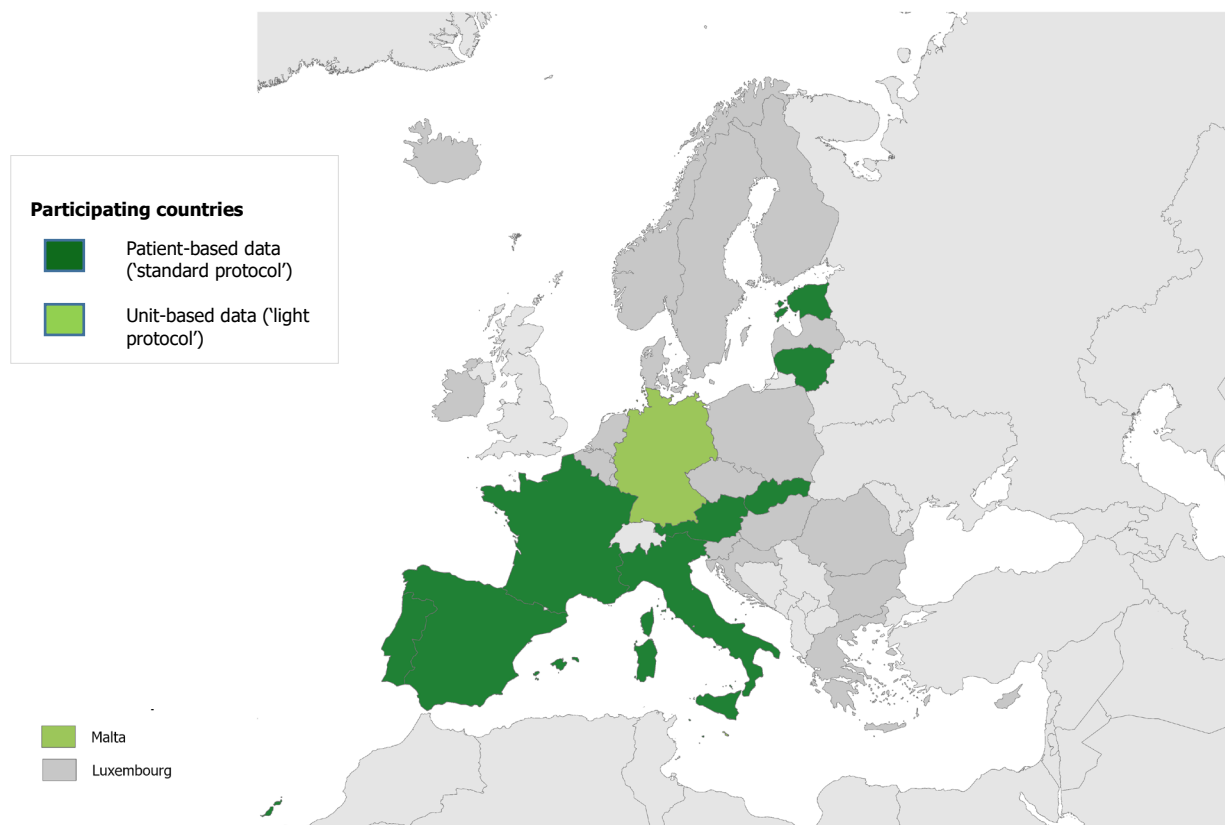 Participating countries
Patient-based data
(‘standard protocol’)
Unit-based data (‘light
protocol’)
Malta
Luxembourg